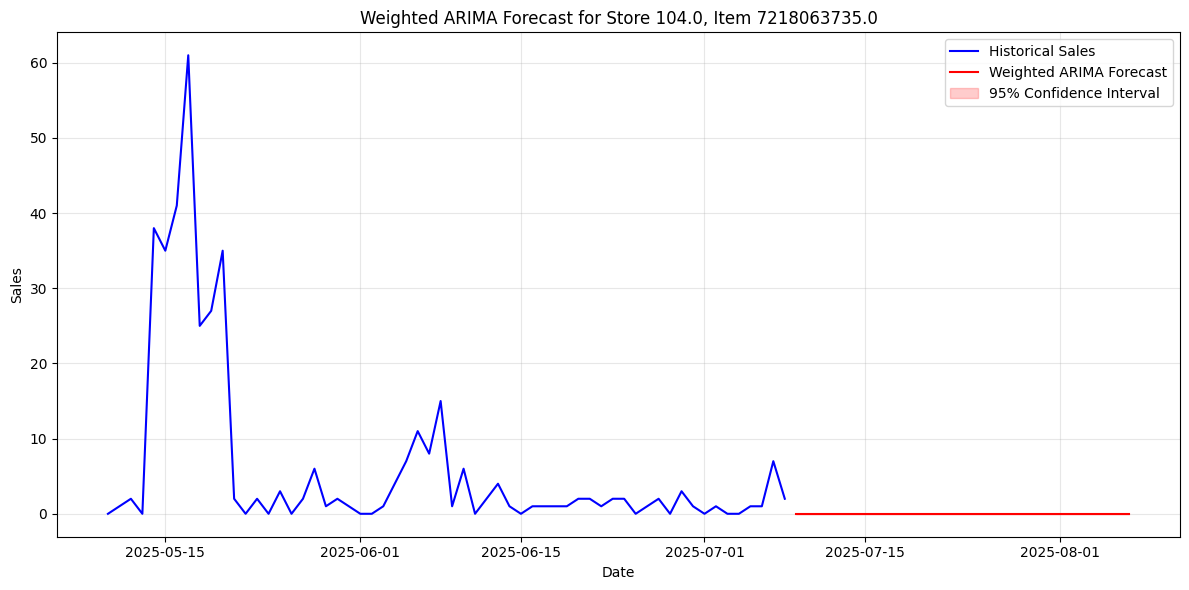 Weighted ARIMA Forecast for Store 104.0, Item 7218063735.0
Historical Sales
Weighted ARIMA Forecast
95% Confidence Interval
60
50
40
30
20
10
0
Sales
2025-05-15
2025-06-01
2025-06-15
2025-07-01
2025-07-15
2025-08-01
Date